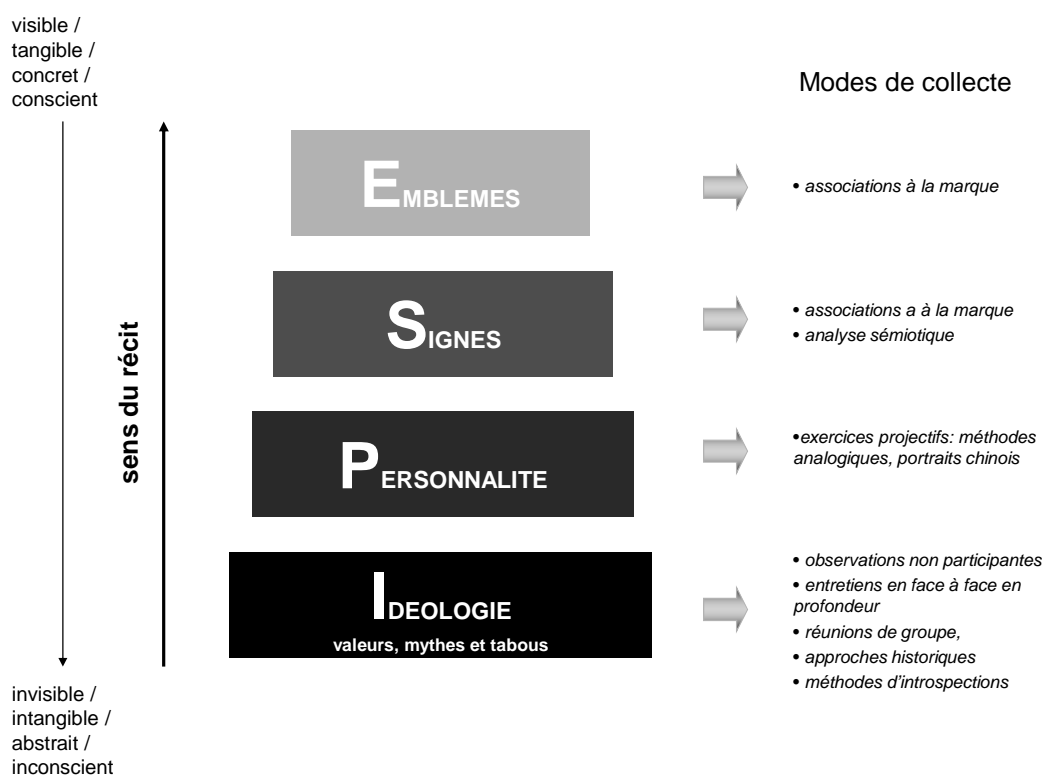 visible /
tangible /
concret /
conscient
Modes de collecte
EMBLEMES
• associations à la marque
SIGNES
• associations a à la marque
• analyse sémiotique
sens du récit
PERSONNALITE
•exercices projectifs: méthodes
analogiques, portraits chinois
IDEOLOGIE
valeurs, mythes et tabous
• observations non participantes
• entretiens en face à face en
profondeur
• réunions de groupe,
• approches historiques
• méthodes d'introspections
invisible /
intangible /
abstrait /
inconscient